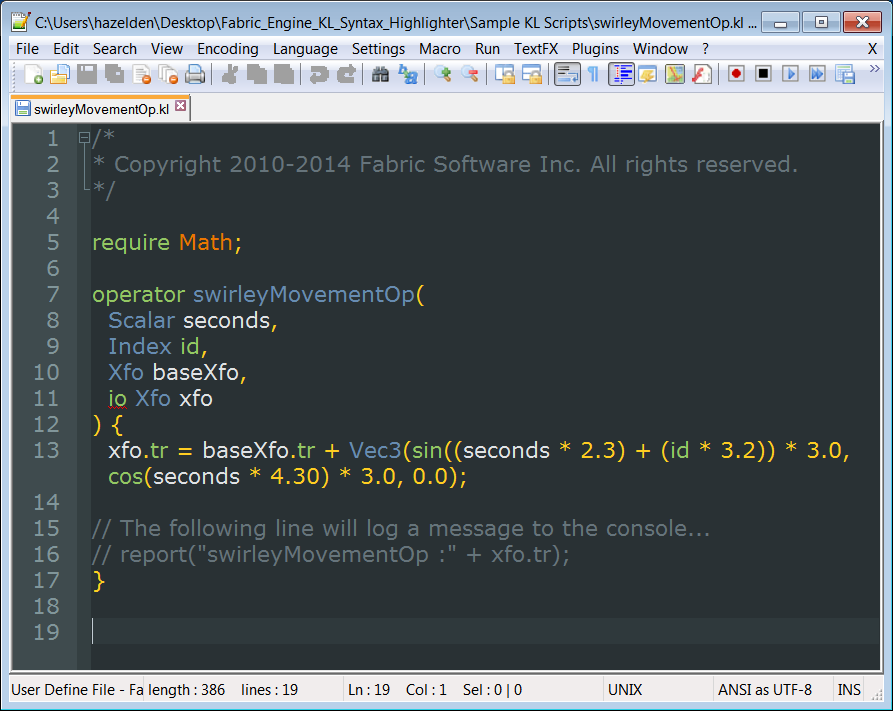 C:\Users\hazelden\Desktop\Fabric_Engine_KL_Syntax_Highlighter\Sample KL Scripts\swirleyMovementOp.kl ...
File Edit Search View Encoding Language Settings Macro Run TextFX Plugins Window ? X
swirleyMovementOp.kl
1 /*
2 * Copyright 2010-2014 Fabric Software Inc. All rights reserved.
3 */
4
5 require Math;
6
7 operator swirleyMovementOp(
8 Scalar seconds,
9 Index id,
10 Xfo baseXfo,
11 io Xfo xfo
12 ) {
13 xfo.tr = baseXfo.tr + Vec3(sin((seconds * 2.3) + (id * 3.2)) * 3.0,
cos(seconds * 4.30) * 3.0, 0.0);
14
15 // The following line will log a message to the console...
16 // report("swirleyMovementOp :" + xfo.tr);
17 }
18
19
User Define File - Fa length : 386 lines : 19 Ln : 19 Col : 1 Sel : 0 | 0 UNIX ANSI as UTF-8 INS